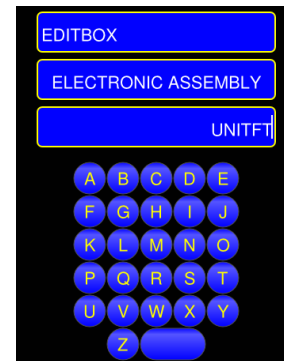 EDITBOX
ELECTRONIC ASSEMBLY
UNITFT
A B C D E
F G H I J
K L M N O
P Q R S T
U V W X Y
Z